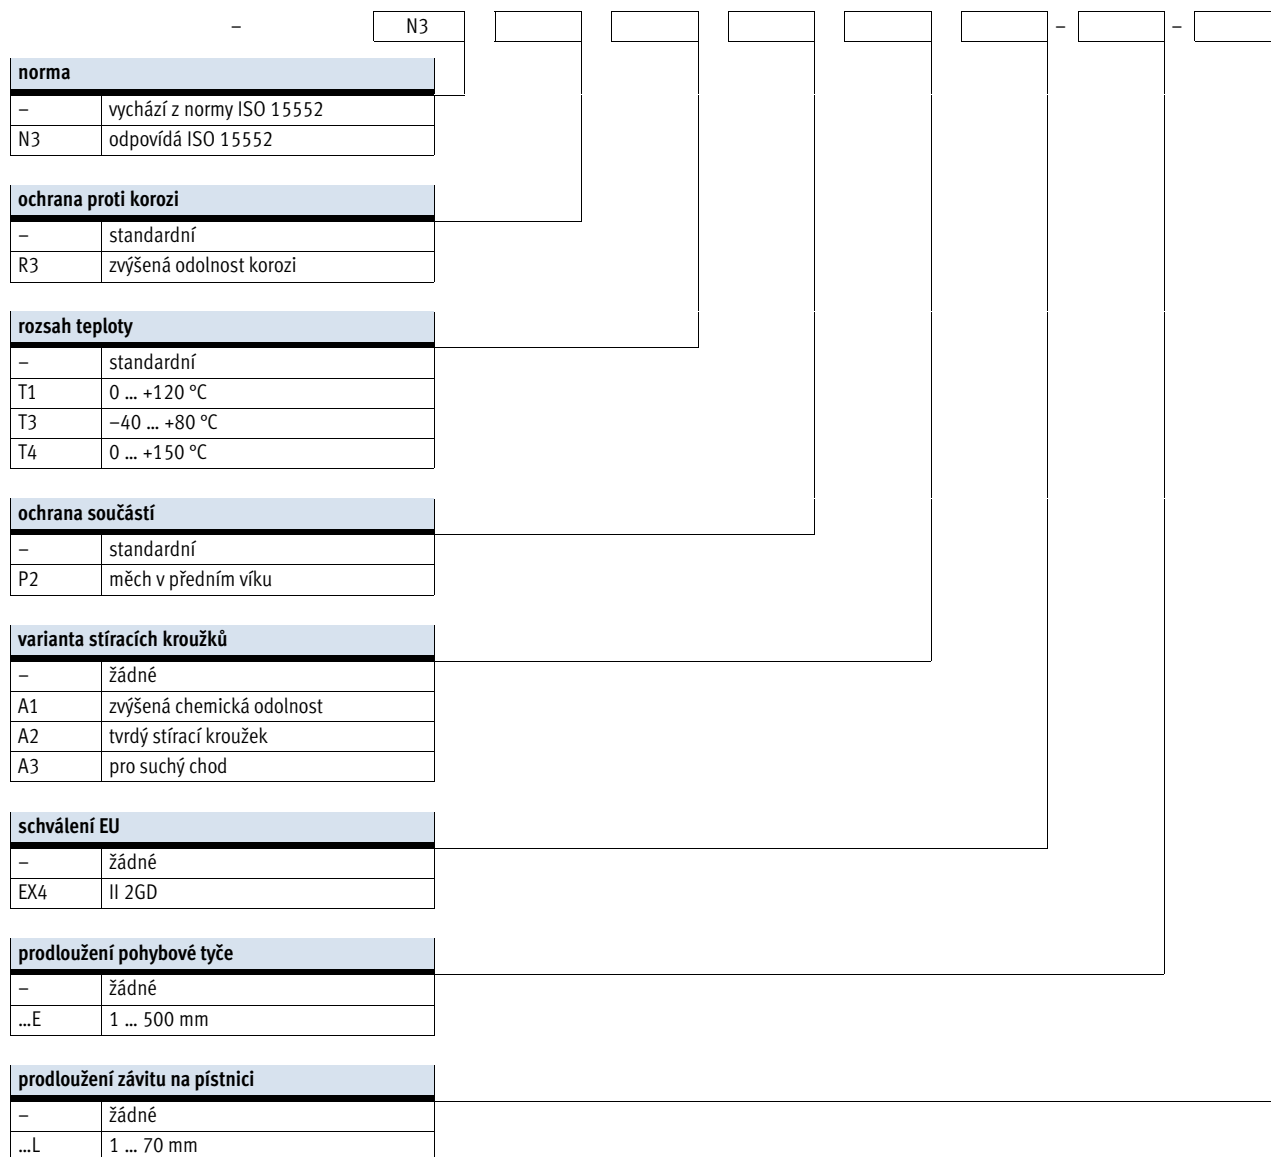 – N3 – –
norma
– vychází z normy ISO 15552
N3 odpovídá ISO 15552
ochrana proti korozi
– standardní
R3 zvýšená odolnost korozi
rozsah teploty
– standardní
T1 0 ... +120 °C
T3 –40 ... +80 °C
T4 0 ... +150 °C
ochrana součástí
– standardní
P2 měch v předním víku
varianta stíracích kroužků
– žádné
A1 zvýšená chemická odolnost
A2 tvrdý stírací kroužek
A3 pro suchý chod
schválení EU
– žádné
EX4 II 2GD
prodloužení pohybové tyče
– žádné
...E 1 ... 500 mm
prodloužení závitu na pístnici
– žádné
...L 1 ... 70 mm